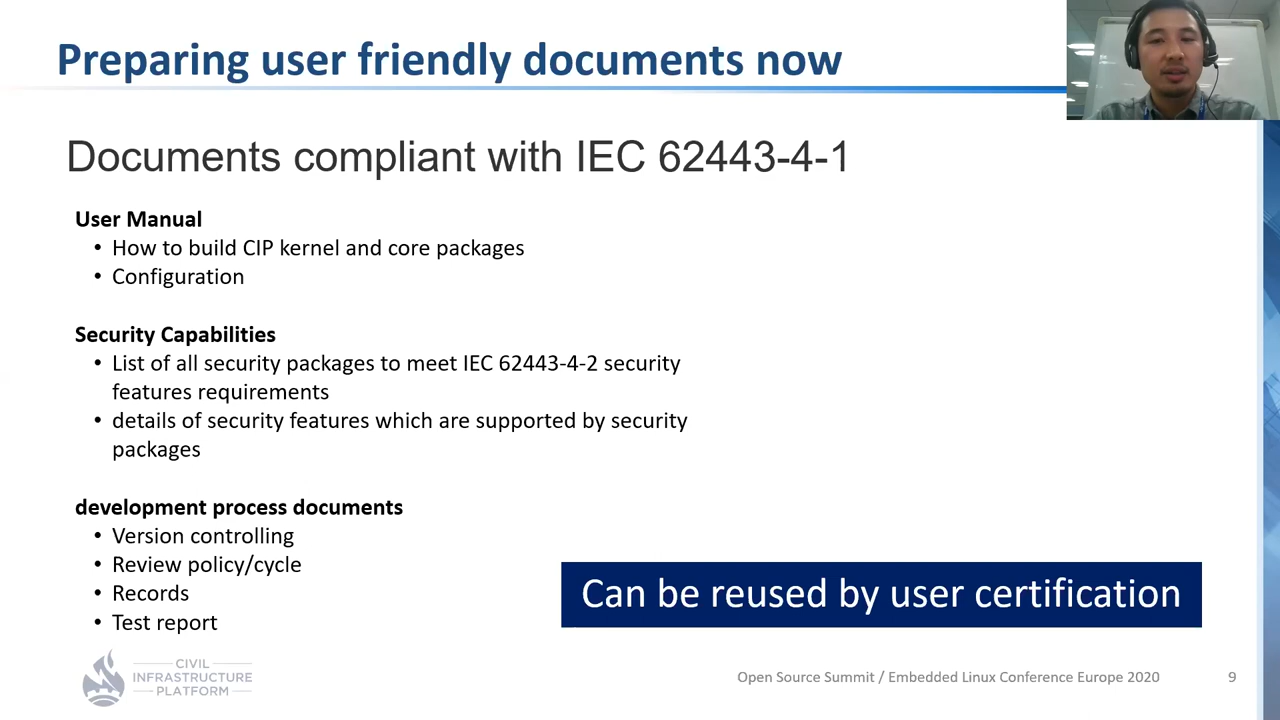 Preparing user friendly documents now
Documents compliant with IEC 62443-4-1
User Manual
• How to build CIP kernel and core packages
• Configuration
Security Capabilities
• List of all security packages to meet IEC 62443-4-2 security
features requirements
• details of security features which are supported by security
packages
development process documents
• Version controlling
• Review policy/cycle
• Records
• Test report
Can be reused by user certification
CIVIL
INFRASTRUCTURE
PLATFORM
Open Source Summit / Embedded Linux Conference Europe 2020
9